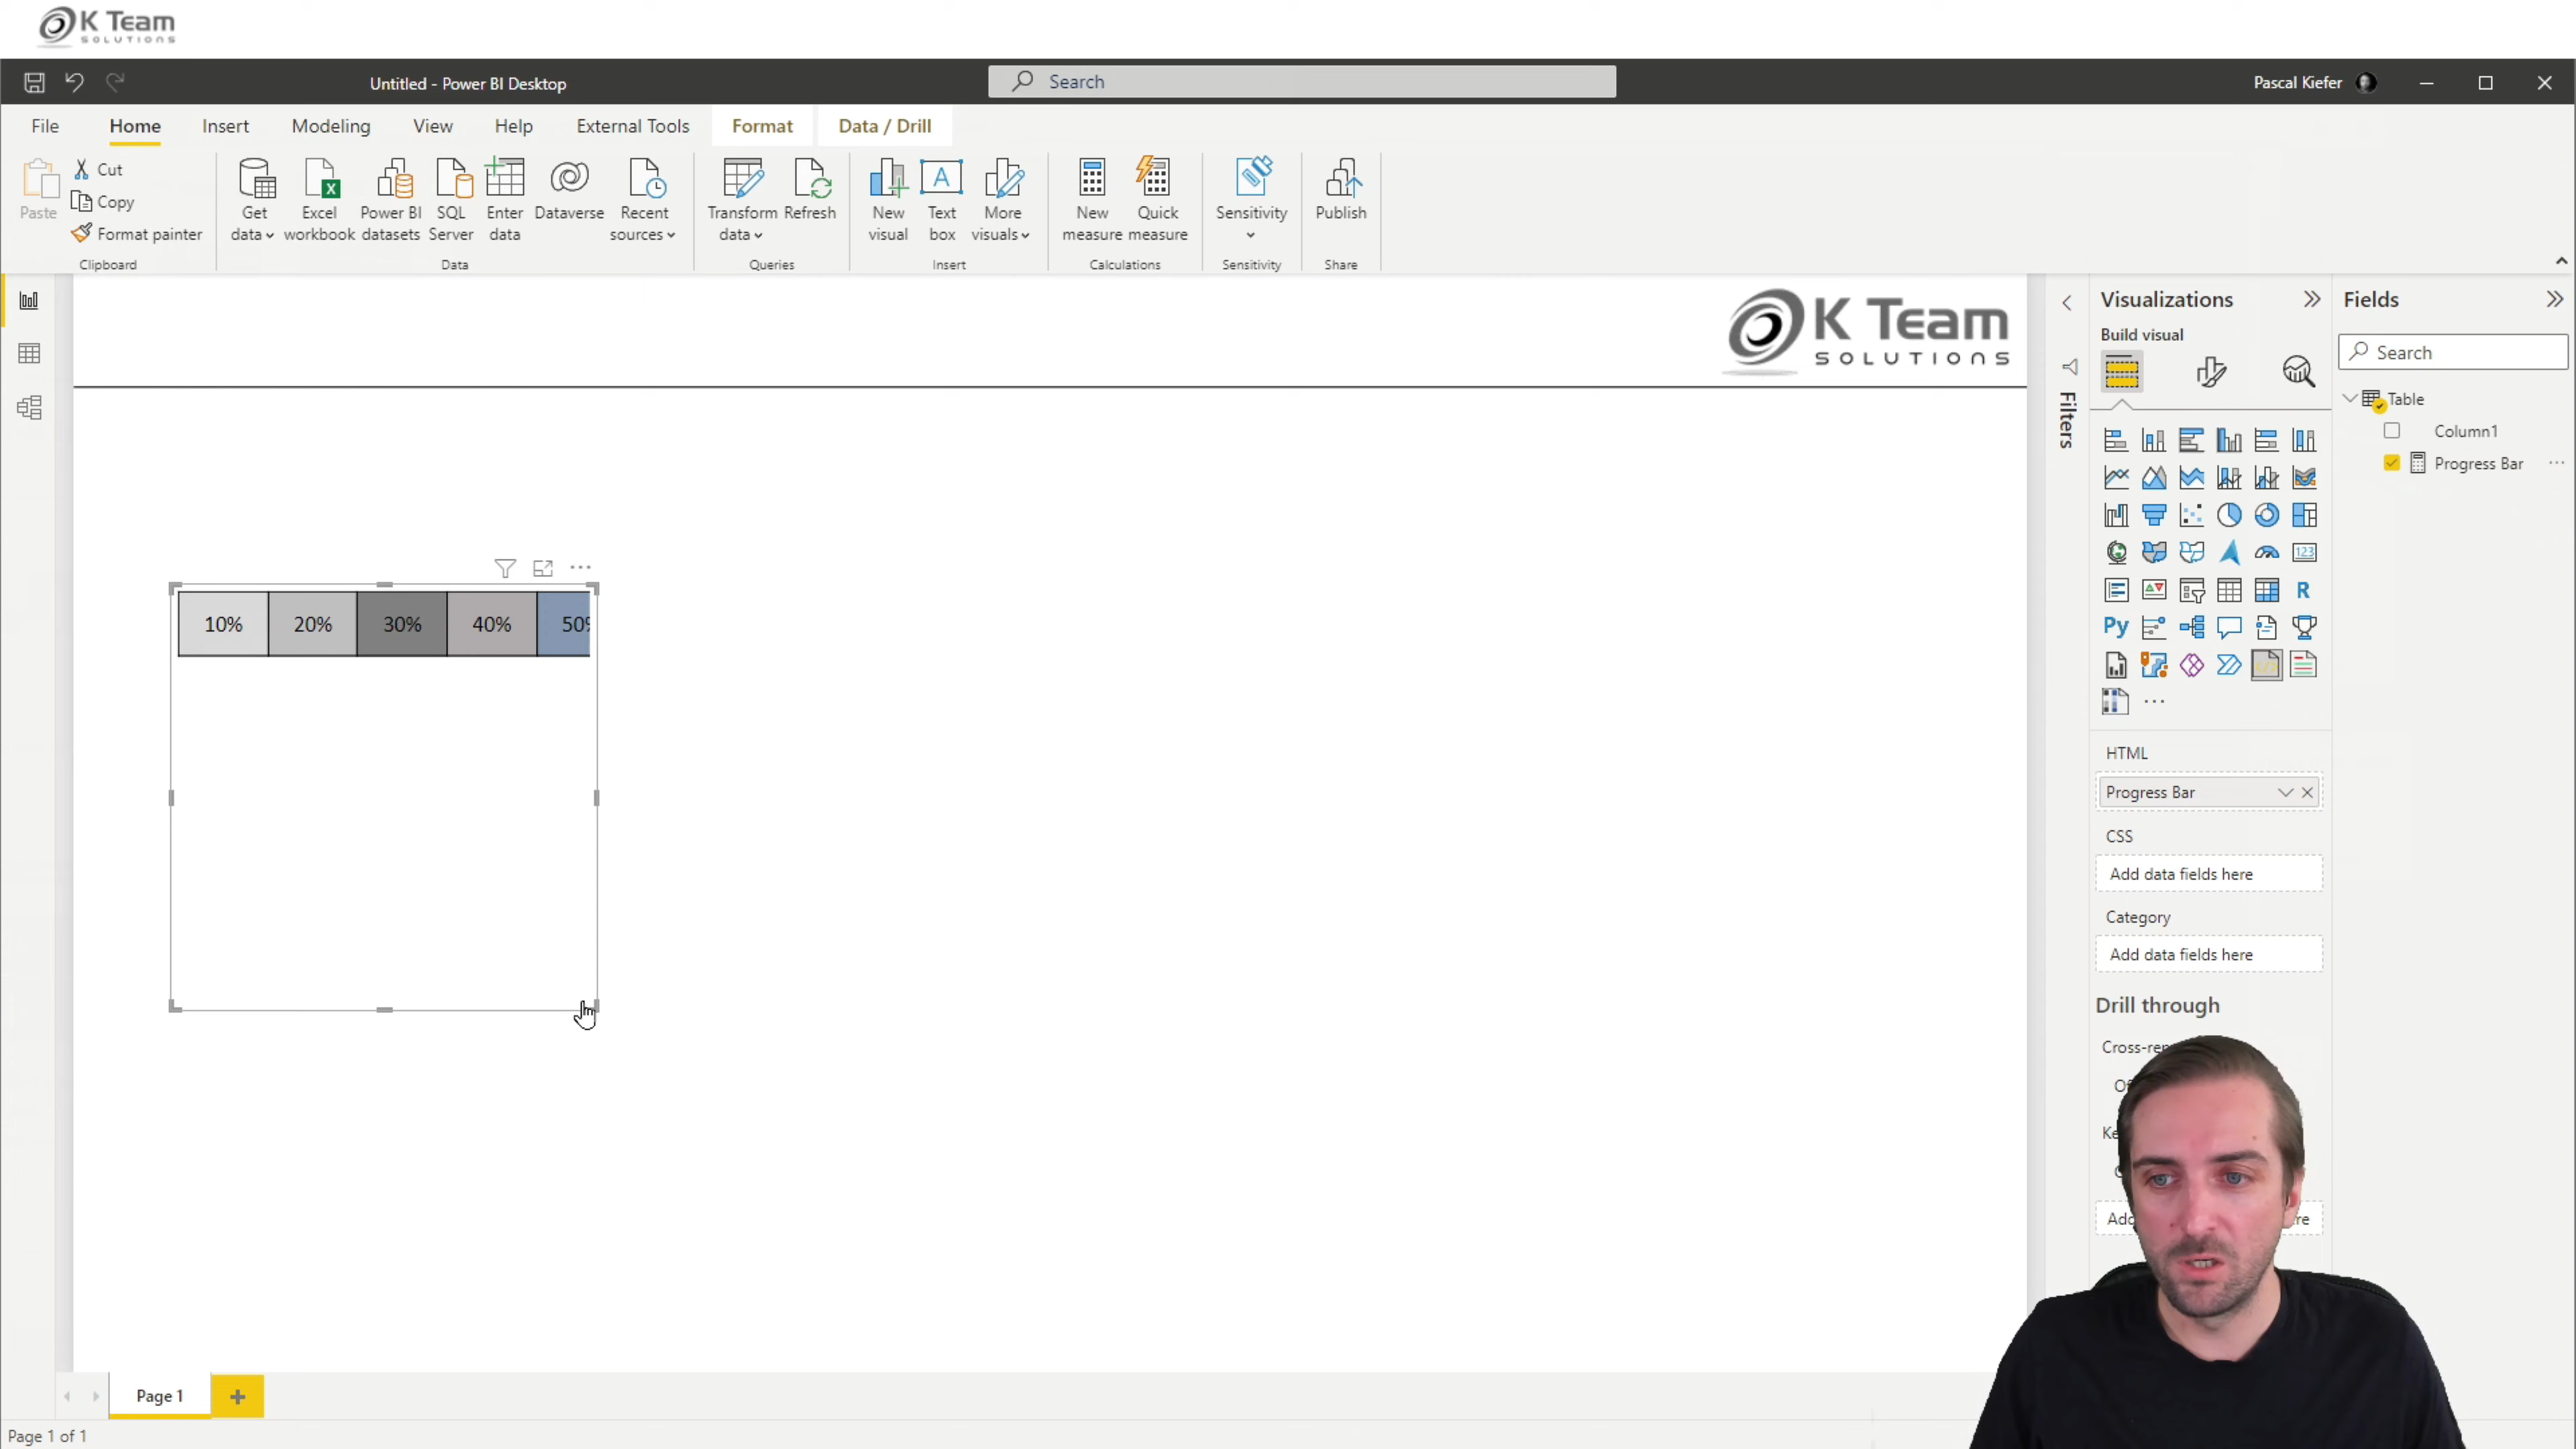 K Team
SOLUTIONS
Untitled - Power BI Desktop
Search
Pascal Kiefer
File
Home
Insert
Modeling
View
Help
External Tools
Format
Data / Drill
Paste
Cut
Copy
Format painter
Clipboard
Get
data
Excel
workbook
Power BI
datasets
SQL
Server
Enter
data
Dataverse
Recent
sources
Data
Transform
data
Refresh
Queries
New
visual
Text
box
More
visuals
Insert
New
measure
Quick
measure
Calculations
Sensitivity
Sensitivity
Publish
Share
K Team
SOLUTIONS
10%
20%
30%
40%
50%
Filters
Visualizations
Build visual
R
Py
123
HTML
Progress Bar
CSS
Add data fields here
Category
Add data fields here
Drill through
Fields
Search
Table
Column1
Progress Bar
Page 1
Page 1 of 1